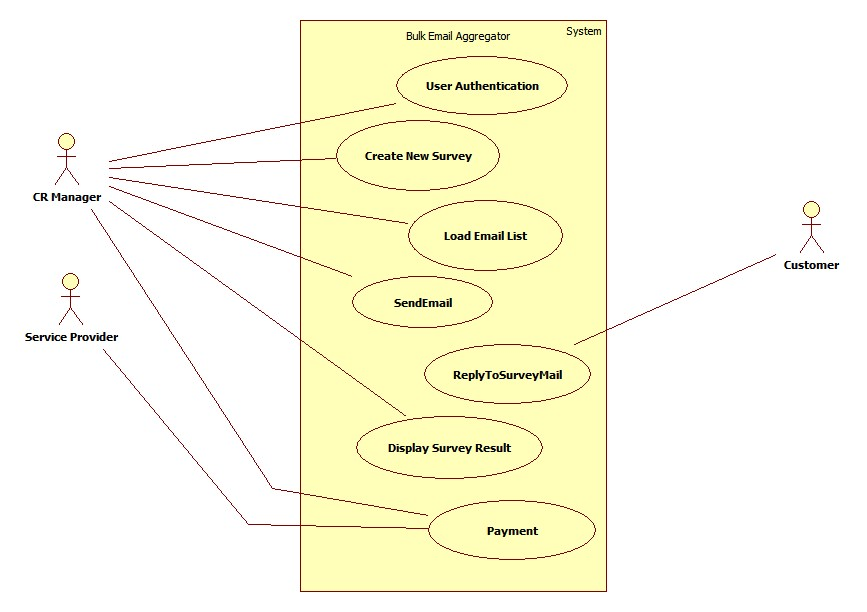 System
Bulk Email Aggregator
User Authentication
Create New Survey
CR Manager
Load Email List
Customer
SendEmail
Service Provider
ReplyToSurveyMail
Display Survey Result
Payment